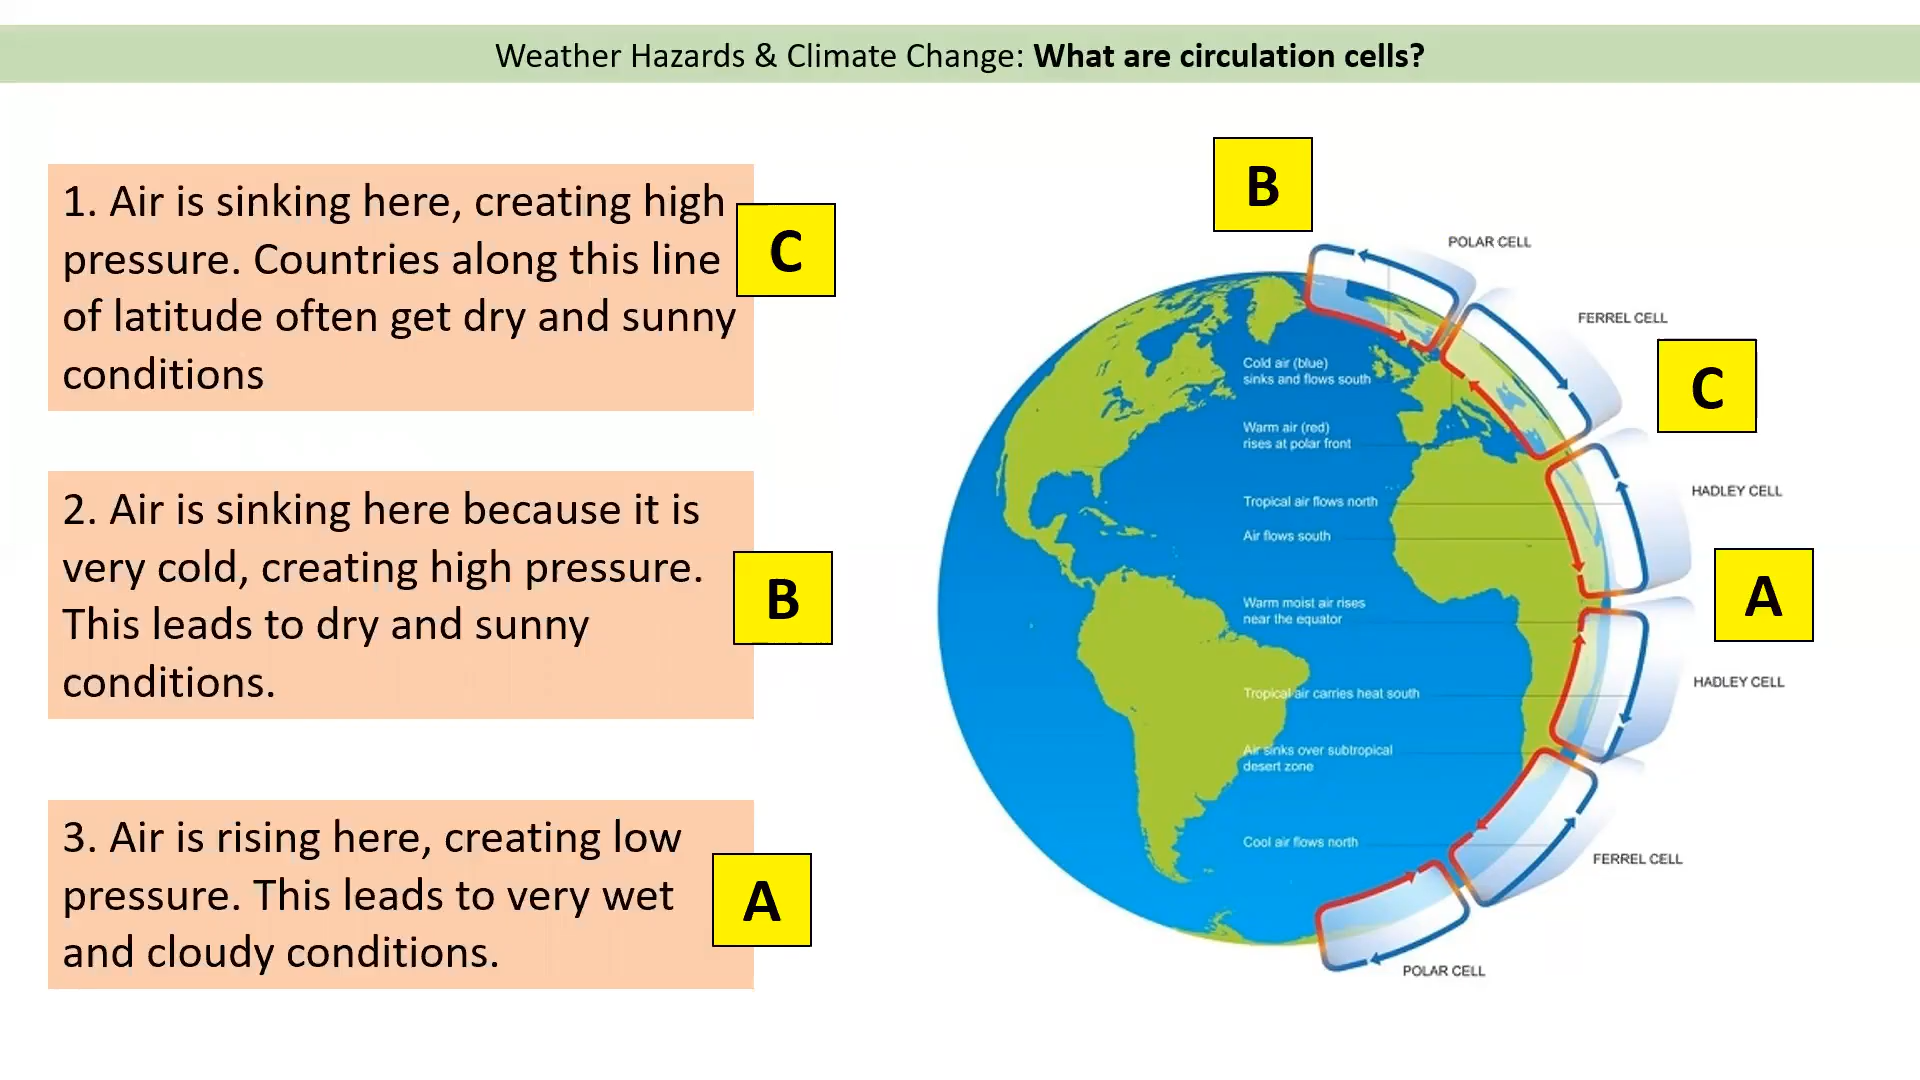 Weather Hazards & Climate Change: What are circulation cells?
1. Air is sinking here, creating high
pressure. Countries along this line
of latitude often get dry and sunny
conditions
C
2. Air is sinking here because it is
very cold, creating high pressure.
This leads to dry and sunny
conditions.
B
3. Air is rising here, creating low
pressure. This leads to very wet
and cloudy conditions.
A
B
POLAR CELL
FERREL CELL
C
HADLEY CELL
A
HADLEY CELL
FERREL CELL
POLAR CELL
Cold air (blue)
sinks and flows south
Warm air (red)
rises at polar front
Tropical air flows north
Air flows south
Warm moist air rises
near the equator
Tropical air carries heat south
Air sinks over subtropical
desert zone
Cool air flows north